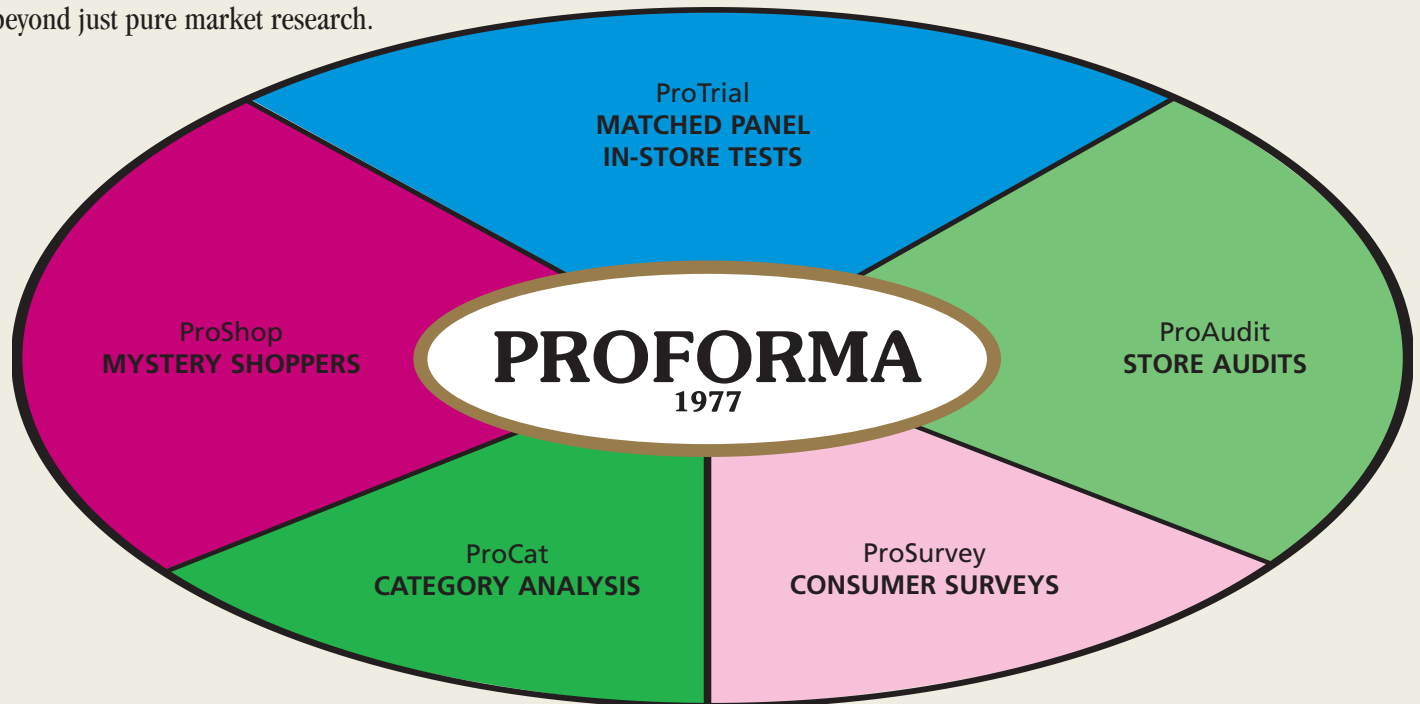 beyond just pure market research.
ProTrial
MATCHED PANEL
IN-STORE TESTS
ProShop
MYSTERY SHOPPERS
PROFORMA
1977
ProAudit
STORE AUDITS
ProCat
CATEGORY ANALYSIS
ProSurvey
CONSUMER SURVEYS